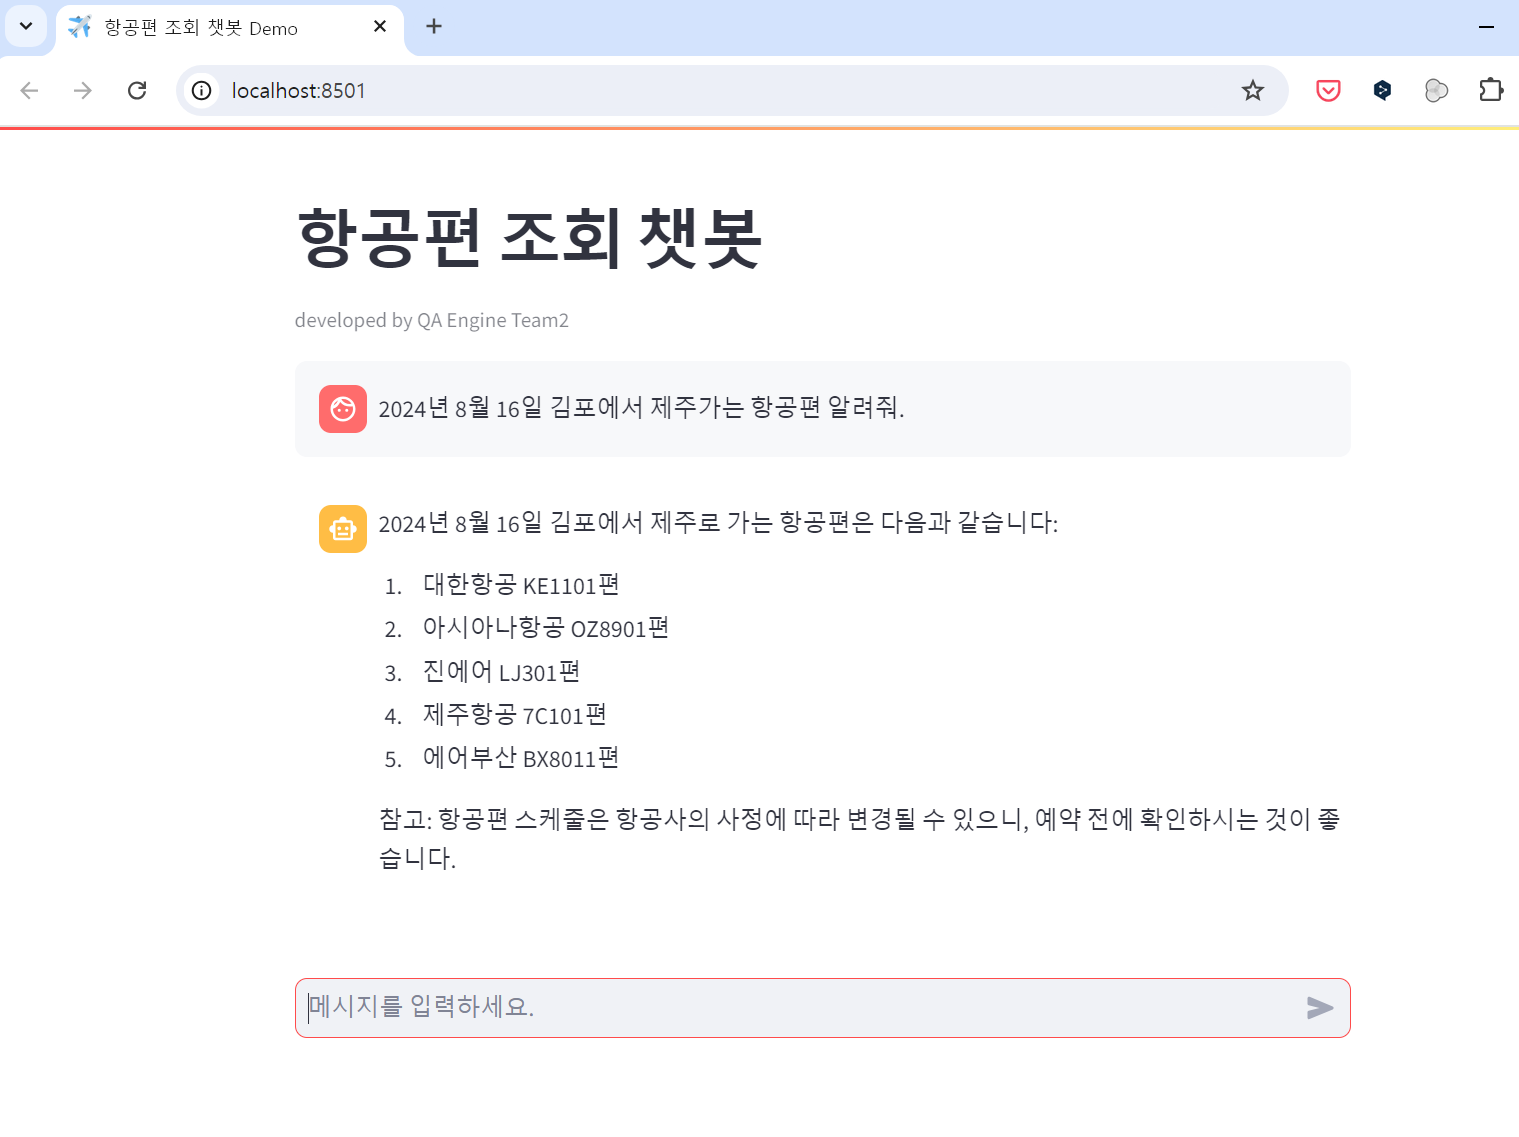 항공편 조회 챗봇 Demo
localhost:8501
항공편 조회 챗봇
developed by QA Engine Team2
2024년 8월 16일 김포에서 제주가는 항공편 알려줘.
2024년 8월 16일 김포에서 제주로 가는 항공편은 다음과 같습니다:
1. 대한항공 KE1101편
2. 아시아나항공 OZ8901편
3. 진에어 LJ301편
4. 제주항공 7C101편
5. 에어부산 BX8011편
참고: 항공편 스케줄은 항공사의 사정에 따라 변경될 수 있으니, 예약 전에 확인하시는 것이 좋
습니다.
메시지를 입력하세요.